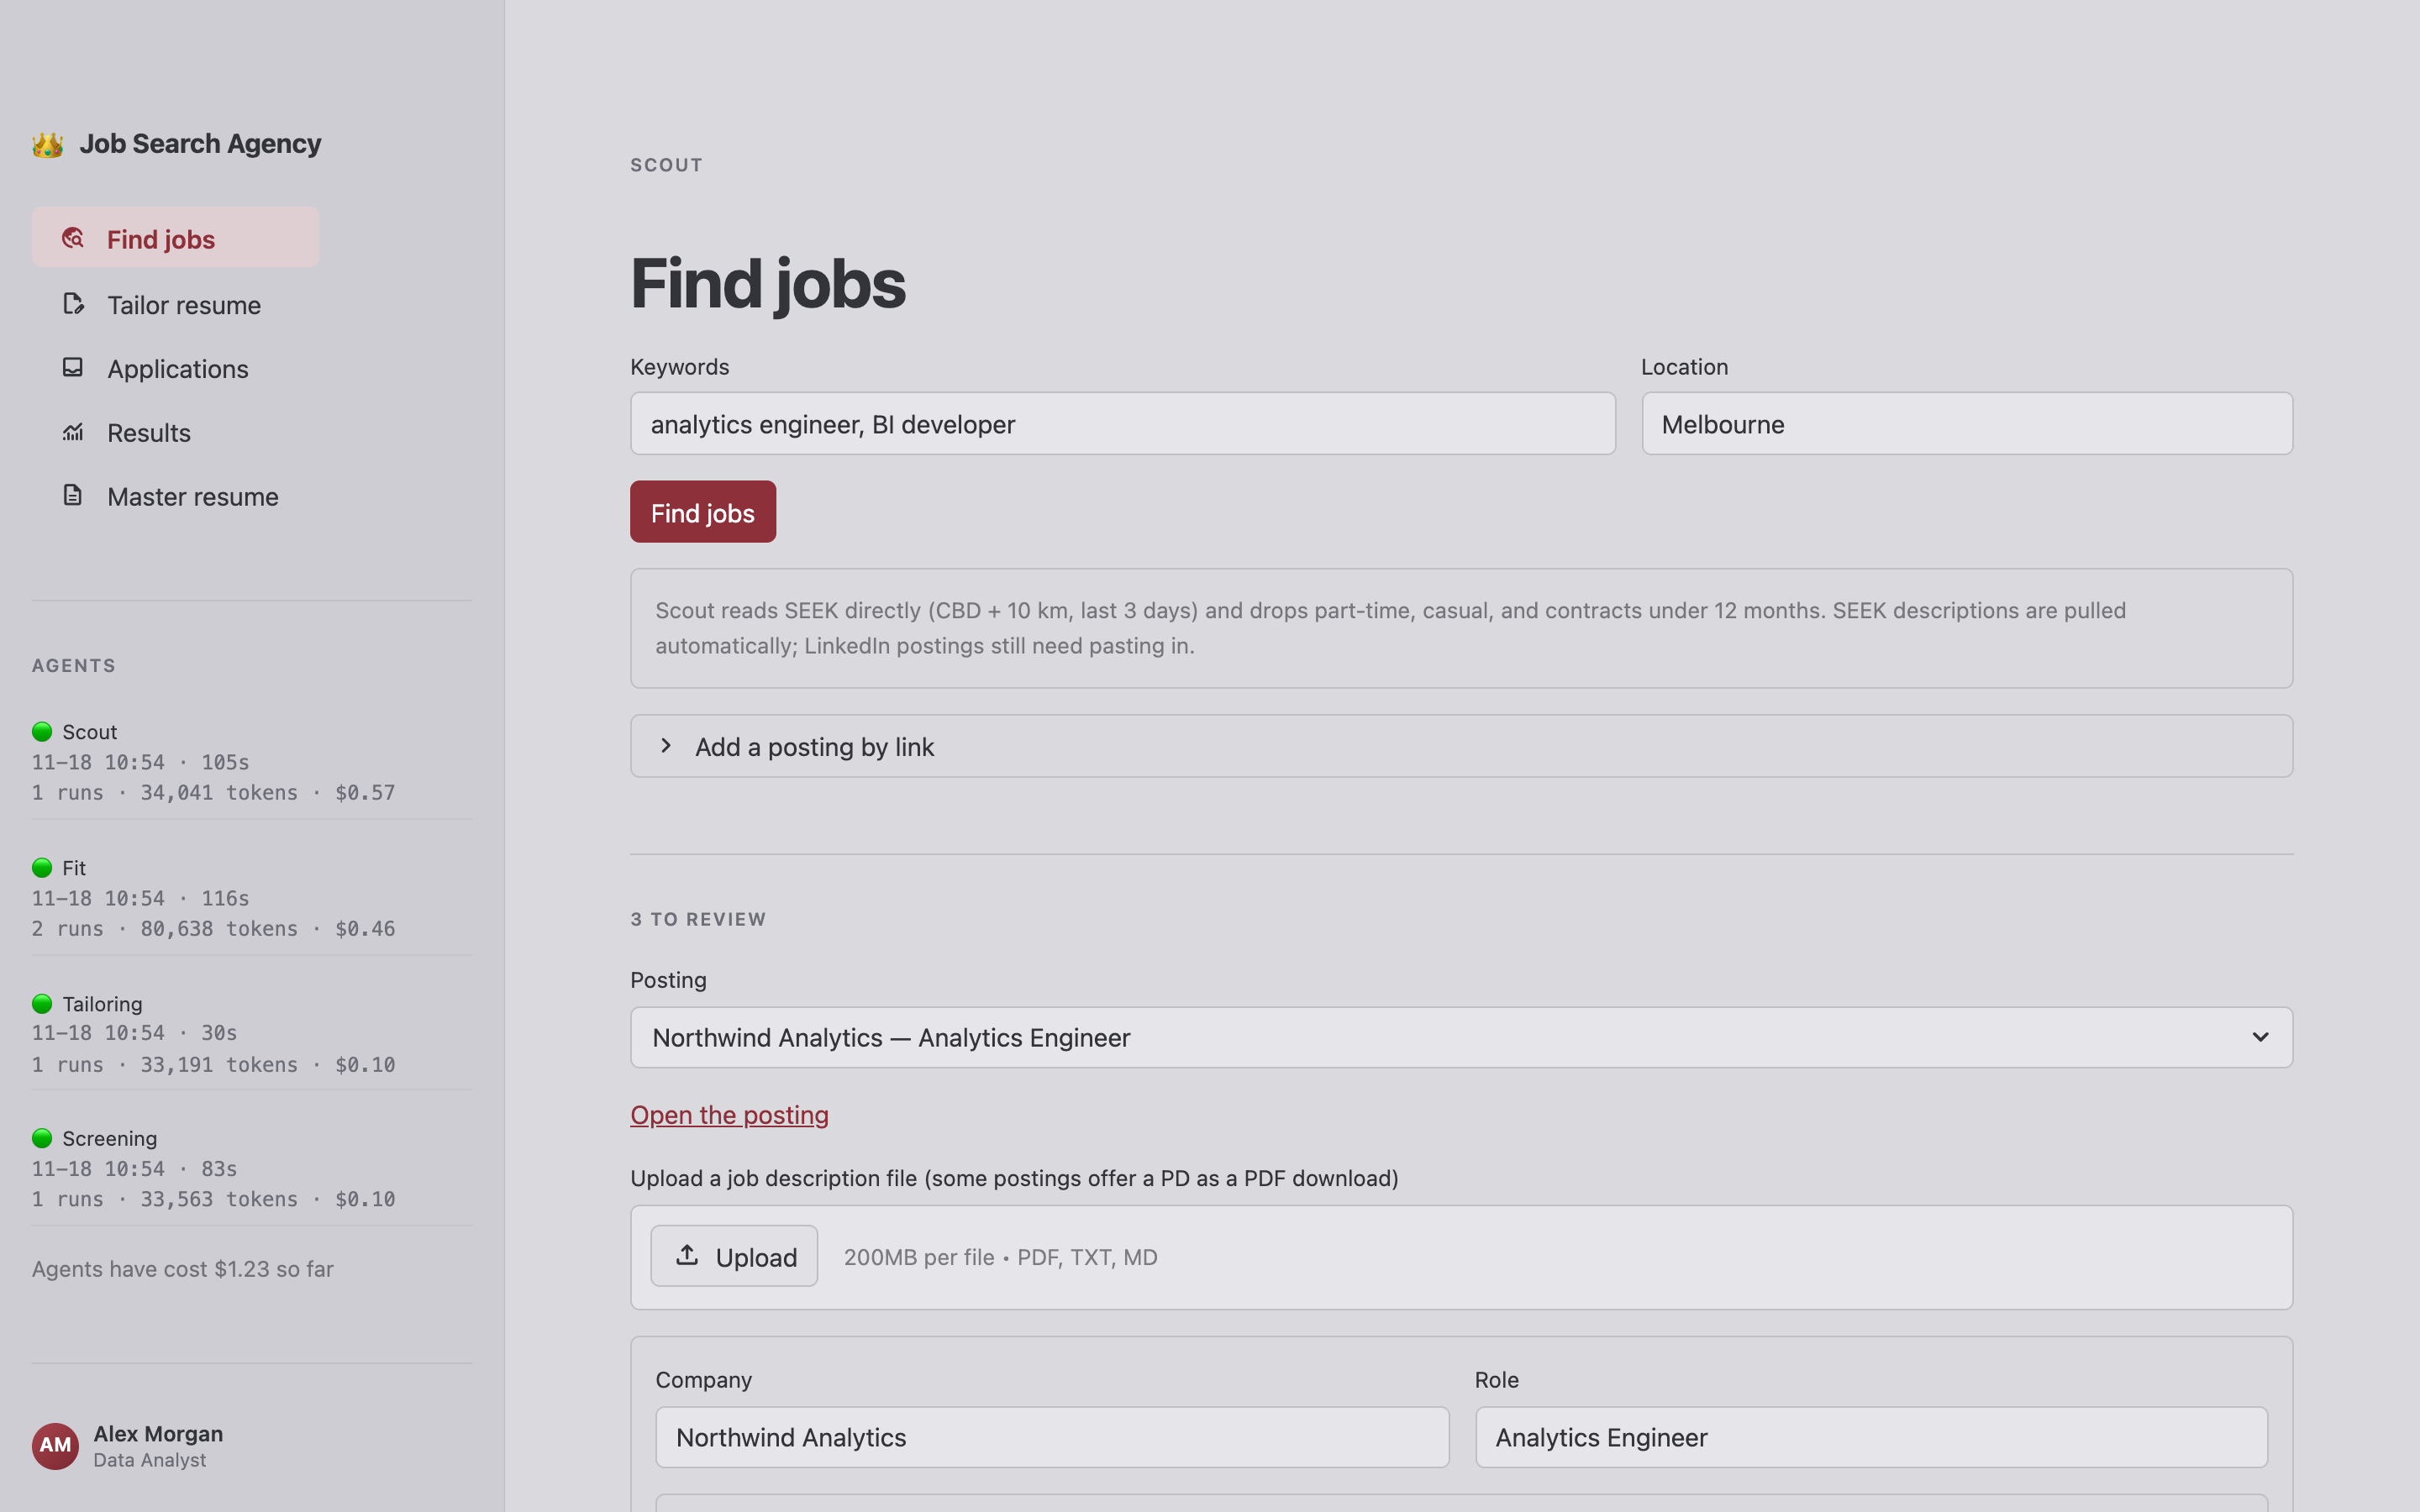 Job Search Agency
Find jobs
Tailor resume
Applications
Results
Master resume
AGENTS
Scout
11-18 10:54 · 105s
1 runs · 34,041 tokens · $0.57
Fit
11-18 10:54 · 116s
2 runs · 80,638 tokens · $0.46
Tailoring
11-18 10:54 · 30s
1 runs · 33,191 tokens · $0.10
Screening
11-18 10:54 · 83s
1 runs · 33,563 tokens · $0.10
Agents have cost $1.23 so far
AM
Alex Morgan
Data Analyst
SCOUT
Find jobs
Keywords
Location
analytics engineer, BI developer
Melbourne
Find jobs
Scout reads SEEK directly (CBD + 10 km, last 3 days) and drops part-time, casual, and contracts under 12 months. SEEK descriptions are pulled
automatically; LinkedIn postings still need pasting in.
Add a posting by link
3 TO REVIEW
Posting
Northwind Analytics — Analytics Engineer
Open the posting
Upload a job description file (some postings offer a PD as a PDF download)
Upload
200MB per file • PDF, TXT, MD
Company
Role
Northwind Analytics
Analytics Engineer